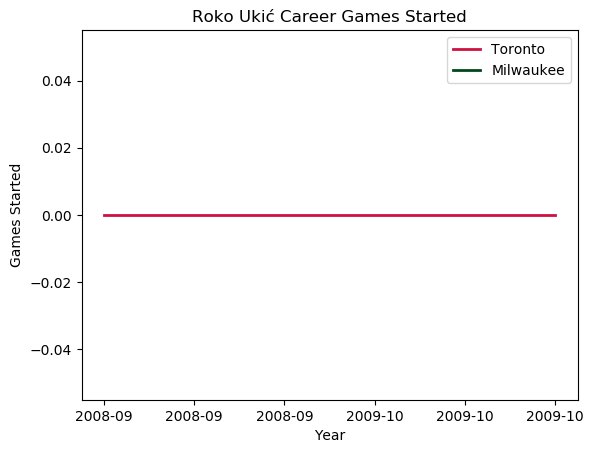 Roko Ukić Career Games Started
Toronto
Milwaukee
0.04
0.02
0.00
−0.02
−0.04
Games Started
2008-09 2008-09 2008-09 2009-10 2009-10 2009-10
Year